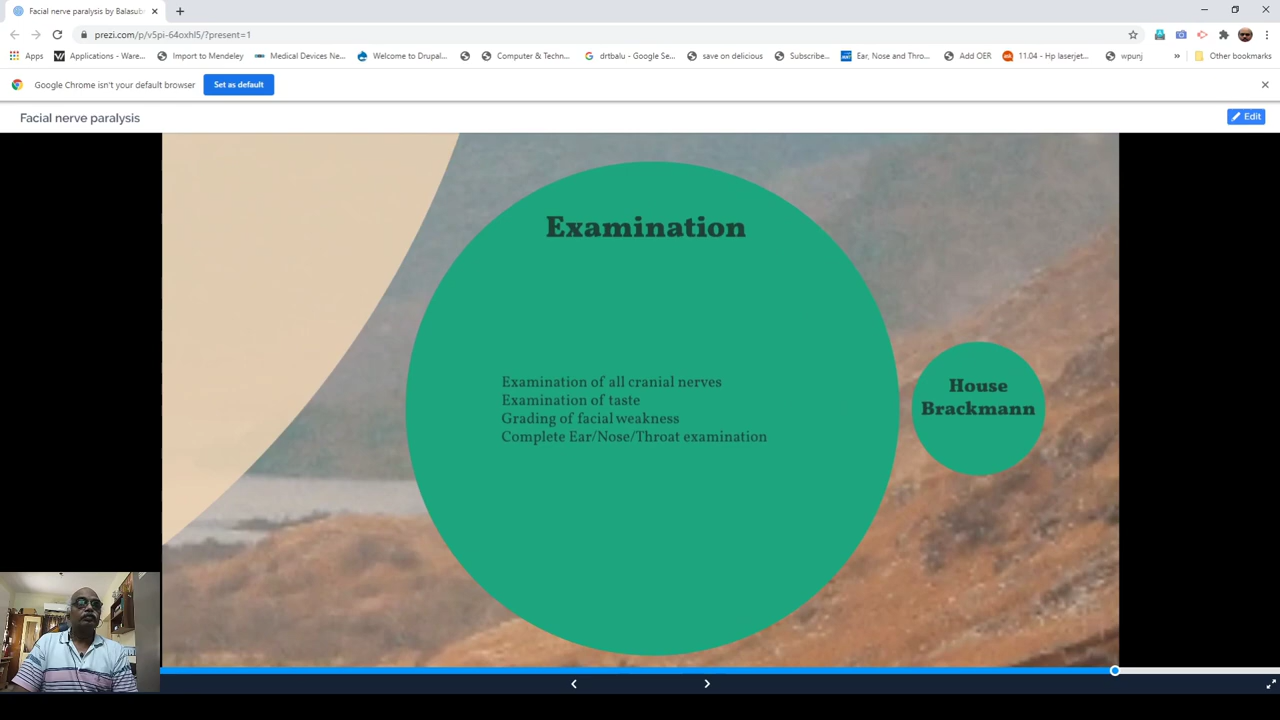 Facial nerve paralysis by Balasub
prezi.com/p/v5pi-64oxhl5/?present=1
Apps
Applications - Ware...
Import to Mendeley
Medical Devices Ne...
Welcome to Drupal...
Computer & Techn...
drtbalu - Google Se...
save on delicious
Subscribe...
Ear, Nose and Thro...
Add OER
11.04 - Hp laserjet...
wpunj
»
Other bookmarks
Google Chrome isn't your default browser
Set as default
Facial nerve paralysis
Edit
Examination
Examination of all cranial nerves
Examination of taste
Grading of facial weakness
Complete Ear/Nose/Throat examination
House
Brackmann